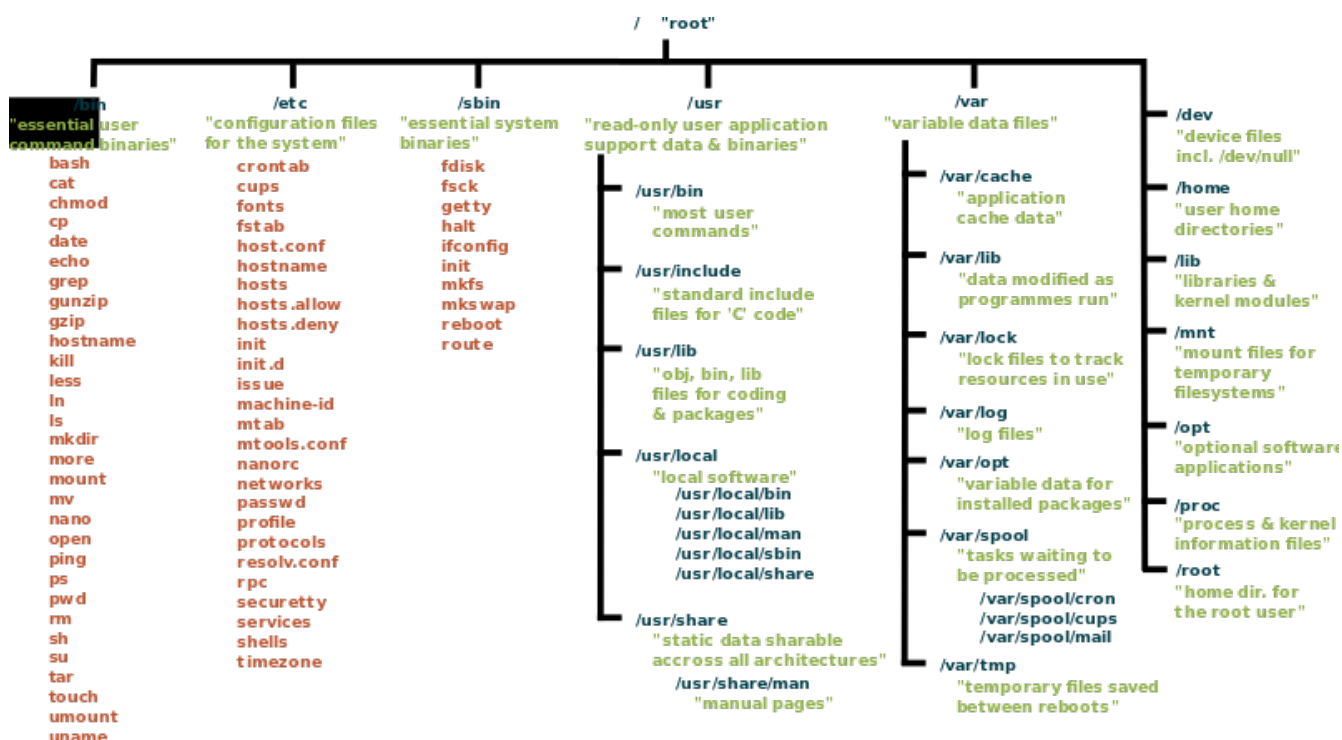 / "root"
/bin
"essential user
command binaries"
bash
cat
chmod
cp
date
echo
grep
gunzip
gzip
hostname
kill
less
ln
ls
mkdir
more
mount
mv
nano
open
ping
ps
pwd
rm
sh
su
tar
touch
umount
uname
/etc
"configuration files
for the system"
crontab
cups
fonts
fstab
host.conf
hostname
hosts
hosts.allow
hosts.deny
init
init.d
issue
machine-id
mtab
mtools.conf
nanorc
networks
passwd
profile
protocols
resolv.conf
rpc
securetty
services
shells
timezone
/sbin
"essential system
binaries"
fdisk
fsck
getty
halt
ifconfig
init
mkfs
mkswap
reboot
route
/usr
"read-only user application
support data & binaries"
/usr/bin
"most user
commands"
/usr/include
"standard include
files for 'C' code"
/usr/lib
"obj, bin, lib
files for coding
& packages"
/usr/local
"local software"
/usr/local/bin
/usr/local/lib
/usr/local/man
/usr/local/sbin
/usr/local/share
/usr/share
"static data sharable
accross all architectures"
/usr/share/man
"manual pages"
/var
"variable data files"
/var/cache
"application
cache data"
/var/lib
"data modified as
programmes run"
/var/lock
"lock files to track
resources in use"
/var/log
"log files"
/var/opt
"variable data for
installed packages"
/var/spool
"tasks waiting to
be processed"
/var/spool/cron
/var/spool/cups
/var/spool/mail
/var/tmp
"temporary files saved
between reboots"
/dev
"device files
incl. /dev/null"
/home
"user home
directories"
/lib
"libraries &
kernel modules"
/mnt
"mount files for
temporary
filesystems"
/opt
"optional software
applications"
/proc
"process & kernel
information files"
/root
"home dir. for
the root user"